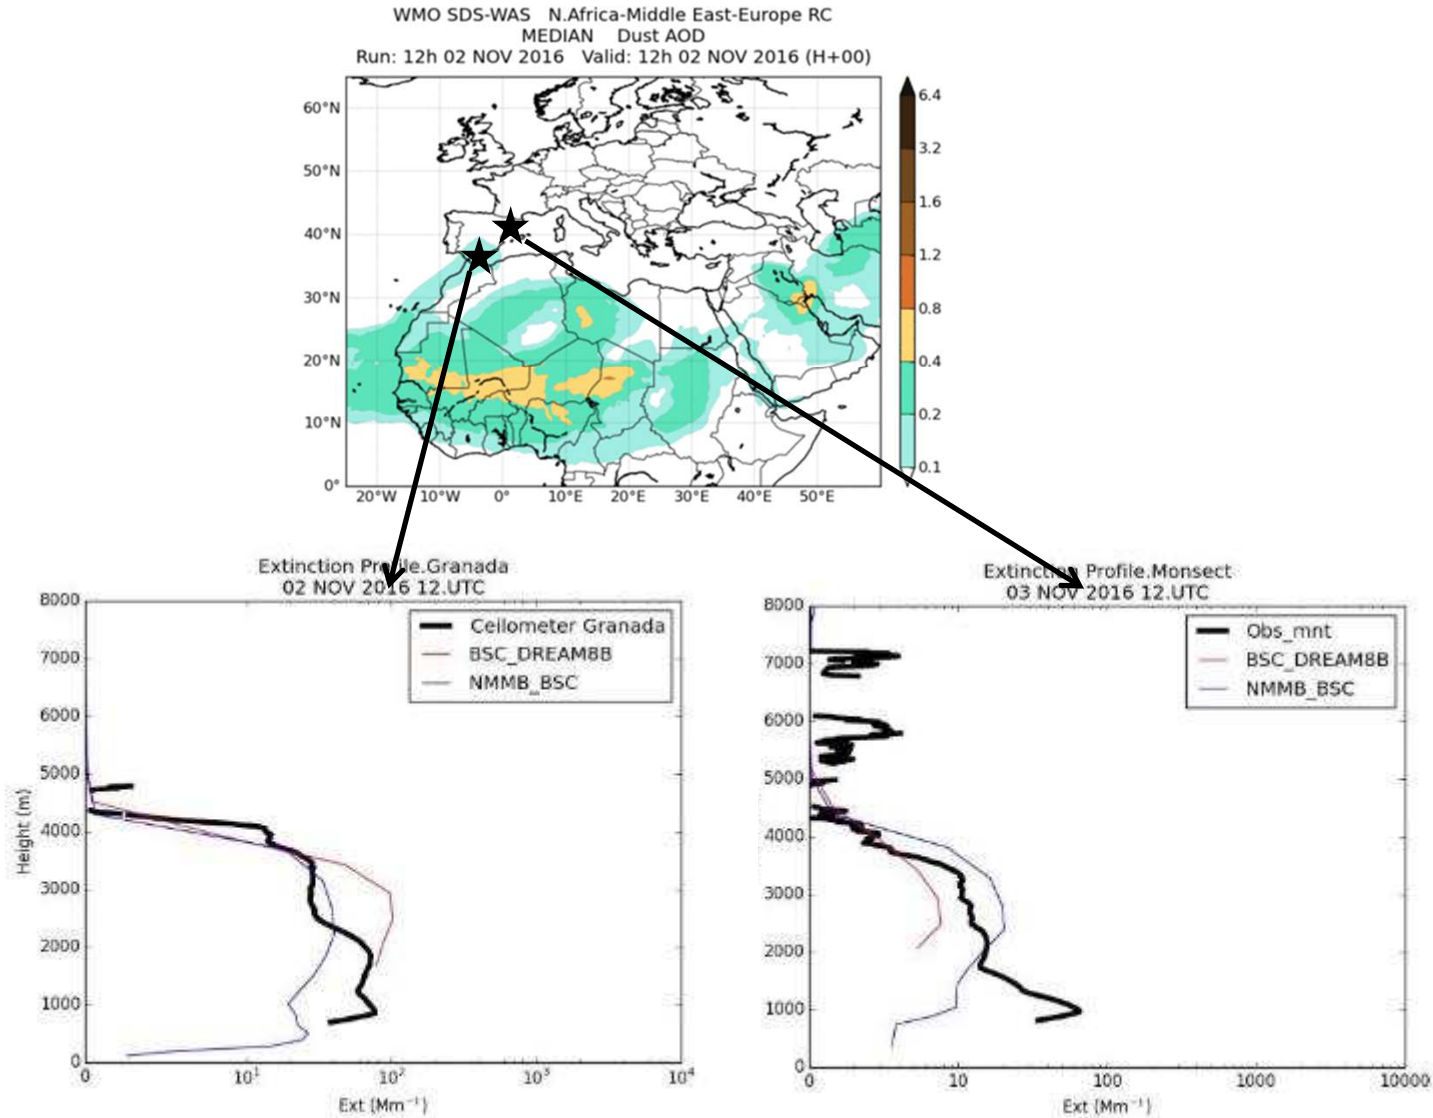 WMO SDS-WAS   N.Africa-Middle East-Europe RC
MEDIAN    Dust AOD
Run: 12h 02 NOV 2016   Valid: 12h 02 NOV 2016 (H+00)
60°N
50°N
40°N
30°N
20°N
10°N
0°
20°W 10°W 0° 10°E 20°E 30°E 40°E 50°E
6.4
3.2
1.6
1.2
0.8
0.4
0.2
0.1
Extinction Profile.Granada
02 NOV 2016 12.UTC
8000
7000
6000
5000
4000
3000
2000
1000
0
Height (m)
Ceilometer Granada
BSC_DREAM8B
NMMB_BSC
0 10¹ 10² 10³ 10⁴
Ext (Mm⁻¹)
Extinction Profile.Monsect
03 NOV 2016 12.UTC
8000
7000
6000
5000
4000
3000
2000
1000
0
Obs_mnt
BSC_DREAM8B
NMMB_BSC
0 10 100 1000 10000
Ext (Mm⁻¹)